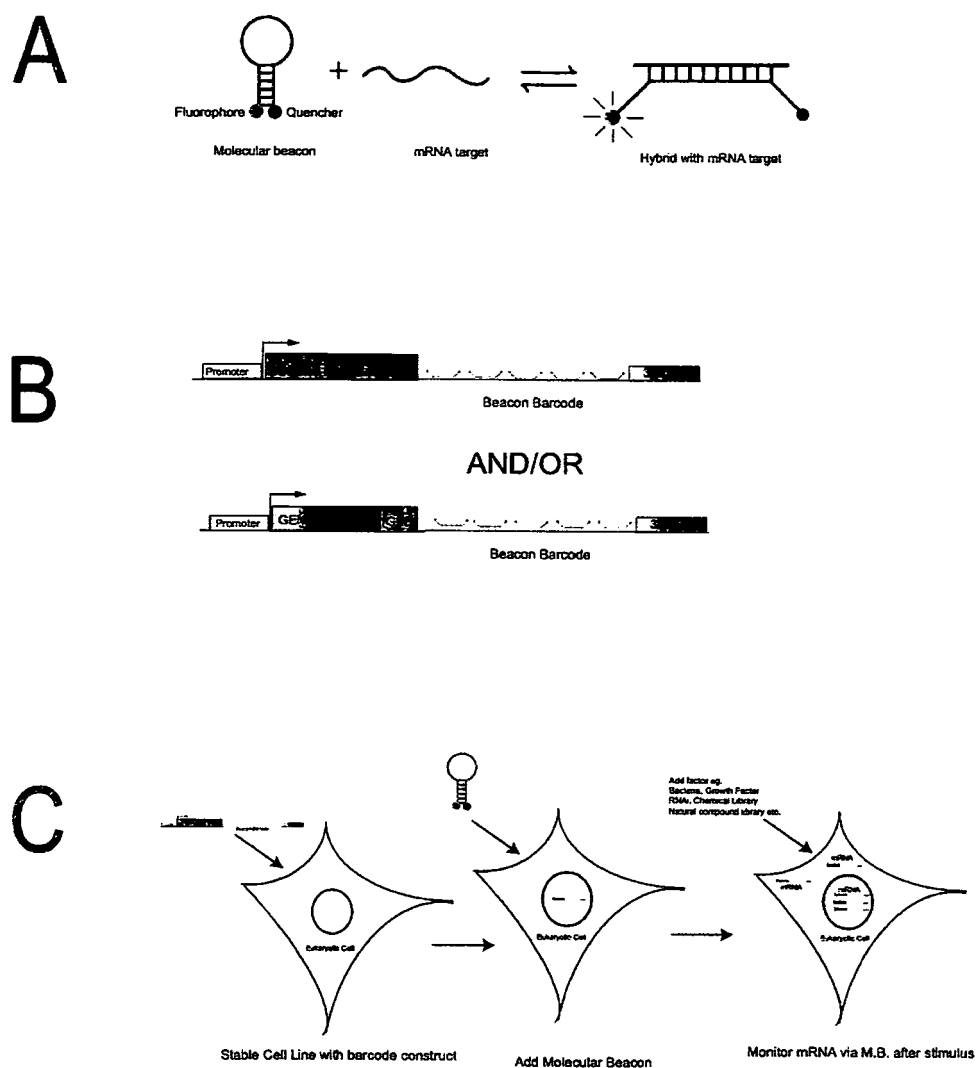 A
+
Fluorophore
Quencher
Molecular beacon
mRNA target
Hybrid with mRNA target
B
Promoter
Beacon Barcode
AND/OR
Promoter
Beacon Barcode
C
Add factor eg.
Bacteria, Growth Factor
RNAi, Chemical Library
Natural compound library etc.
mRNA
mRNA
mRNA
Eukaryotic Cell
Eukaryotic Cell
Eukaryotic Cell
Stable Cell Line with barcode construct
Add Molecular Beacon
Monitor mRNA via M.B. after stimulus